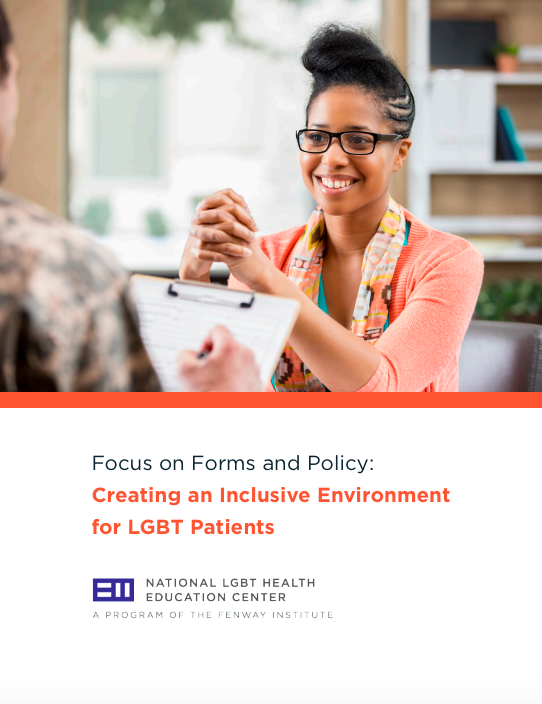 Focus on Forms and Policy:
Creating an Inclusive Environment
for LGBT Patients
NATIONAL LGBT HEALTH
EDUCATION CENTER
A PROGRAM OF THE FENWAY INSTITUTE